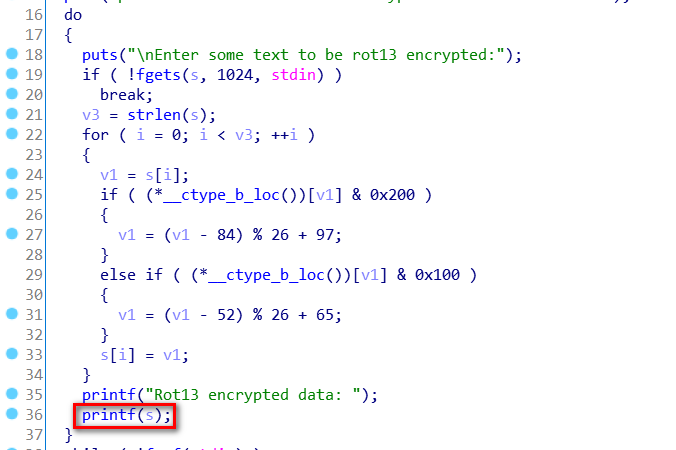 16 do
17 {
18 puts("\nEnter some text to be rot13 encrypted:");
19 if ( !fgets(s, 1024, stdin) )
20 break;
21 v3 = strlen(s);
22 for ( i = 0; i < v3; ++i )
23 {
24 v1 = s[i];
25 if ( (*__ctype_b_loc())[v1] & 0x200 )
26 {
27 v1 = (v1 - 84) % 26 + 97;
28 }
29 else if ( (*__ctype_b_loc())[v1] & 0x100 )
30 {
31 v1 = (v1 - 52) % 26 + 65;
32 }
33 s[i] = v1;
34 }
35 printf("Rot13 encrypted data: ");
36 printf(s);
37 }